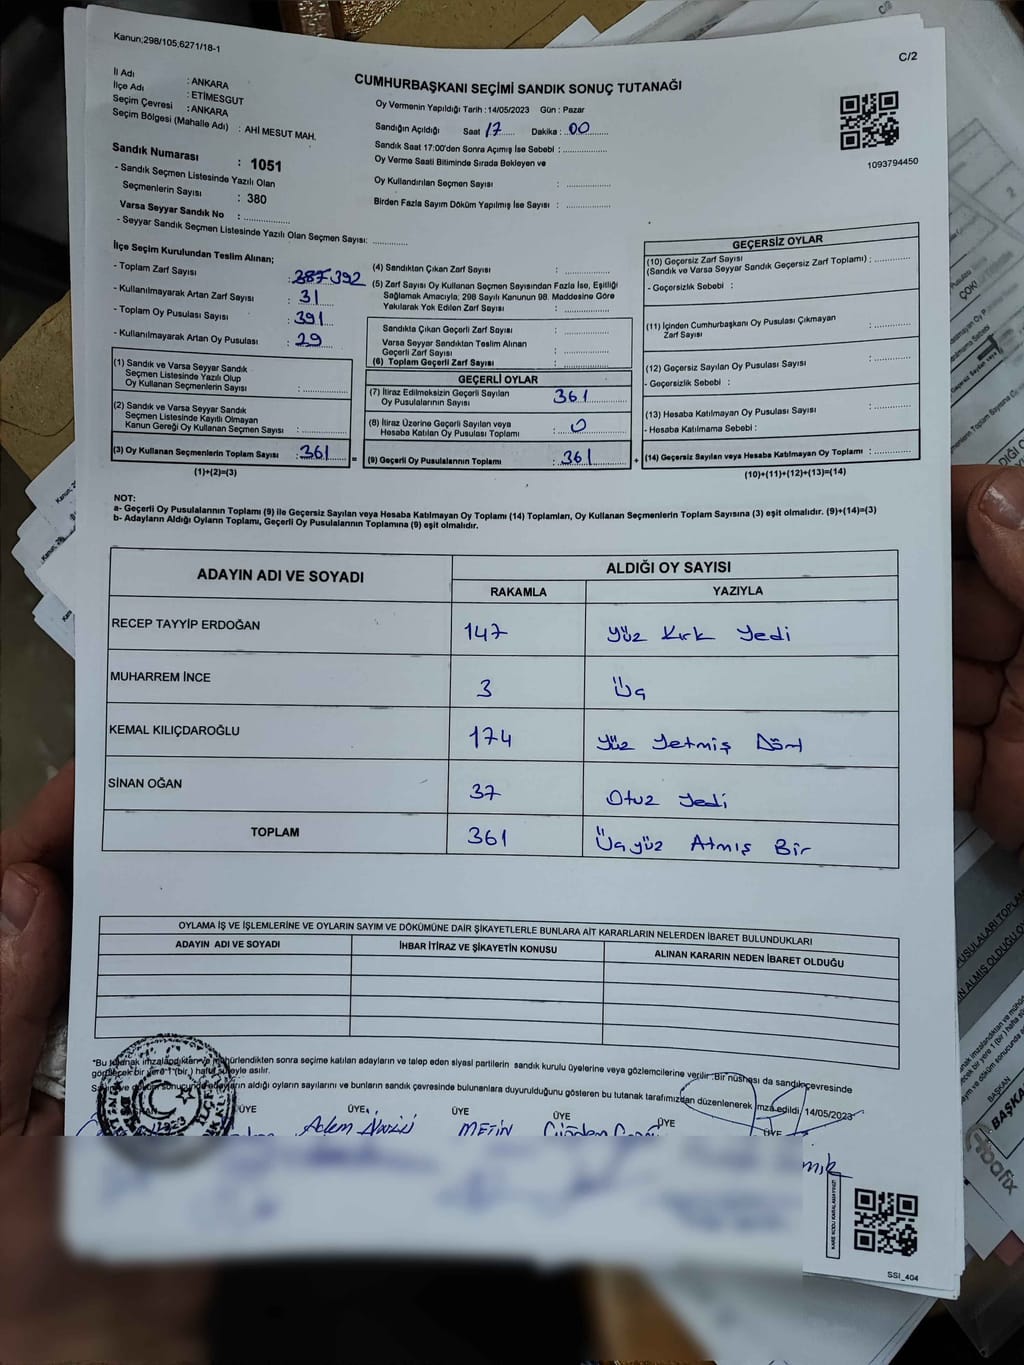 Kanun;298/105,6271/18-1
C/2
CUMHURBAŞKANI SEÇİMİ SANDIK SONUÇ TUTANAĞI
İl Adı : ANKARA
İlçe Adı : ETİMESGUT
Seçim Çevresi : ANKARA
Seçim Bölgesi (Mahalle Adı) : AHİ MESUT MAH.
Sandık Numarası : 1051
- Sandık Seçmen Listesinde Yazılı Olan
Seçmenlerin Sayısı : 380
Varsa Seyyar Sandık No : ..............
- Seyyar Sandık Seçmen Listesinde Yazılı Olan Seçmen Sayısı: ............
Oy Vermenin Yapıldığı Tarih : 14/05/2023 Gün : Pazar
Sandığın Açıldığı Saat 17 Dakika : 00
Sandık Saat 17:00'den Sonra Açımış İse Sebebi : ..............
Oy Verme Saati Bitiminde Sırada Bekleyen ve
Oy Kullandırılan Seçmen Sayısı : ..............
Birden Fazla Sayım Döküm Yapılmış İse Sayısı : ..............
1093794450
İlçe Seçim Kurulundan Teslim Alınan;
- Toplam Zarf Sayısı : 387 392
- Kullanılmayarak Artan Zarf Sayısı : 31
- Toplam Oy Pusulası Sayısı : 391
- Kullanılmayarak Artan Oy Pusulası : 29
(1) Sandık ve Varsa Seyyar Sandık
Seçmen Listesinde Yazılı Olup
Oy Kullanan Seçmenlerin Sayısı : ..............
(2) Sandık ve Varsa Seyyar Sandık
Seçmen Listesinde Kayıtlı Olmayan
Kanun Gereği Oy Kullanan Seçmen Sayısı : ..............
(3) Oy Kullanan Seçmenlerin Toplam Sayısı : 361
(1)+(2)=(3)
(4) Sandıktan Çıkan Zarf Sayısı : ..............
(5) Zarf Sayısı Oy Kullanan Seçmen Sayısından Fazla İse, Eşitliği
Sağlamak Amacıyla; 298 Sayılı Kanunun 98. Maddesine Göre
Yakılarak Yok Edilen Zarf Sayısı : ..............
Sandıkta Çıkan Geçerli Zarf Sayısı : ..............
Varsa Seyyar Sandıktan Teslim Alınan
Geçerli Zarf Sayısı : ..............
(6) Toplam Geçerli Zarf Sayısı
GEÇERLİ OYLAR
(7) İtiraz Edilmeksizin Geçerli Sayılan
Oy Pusulalarının Sayısı 361
(8) İtiraz Üzerine Geçerli Sayılan veya
Hesaba Katılan Oy Pusulası Toplamı : 0
=
(9) Geçerli Oy Pusulalarının Toplamı : 361
+
GEÇERSİZ OYLAR
(10) Geçersiz Zarf Sayısı
(Sandık ve Varsa Seyyar Sandık Geçersiz Zarf Toplamı) : ..............
- Geçersizlik Sebebi :
(11) İçinden Cumhurbaşkanı Oy Pusulası Çıkmayan
Zarf Sayısı : ..............
(12) Geçersiz Sayılan Oy Pusulası Sayısı : ..............
- Geçersizlik Sebebi :
(13) Hesaba Katılmayan Oy Pusulası Sayısı : ..............
- Hesaba Katılmama Sebebi :
(14) Geçersiz Sayılan veya Hesaba Katılmayan Oy Toplamı : ..............
(10)+(11)+(12)+(13)=(14)
NOT:
a- Geçerli Oy Pusulalarının Toplamı (9) ile Geçersiz Sayılan veya Hesaba Katılmayan Oy Toplamı (14) Toplamları, Oy Kullanan Seçmenlerin Toplam Sayısına (3) eşit olmalıdır. (9)+(14)=(3)
b- Adayların Aldığı Oyların Toplamı, Geçerli Oy Pusulalarının Toplamına (9) eşit olmalıdır.
ADAYIN ADI VE SOYADI
ALDIĞI OY SAYISI
RAKAMLA YAZIYLA
RECEP TAYYİP ERDOĞAN 147 Yüz Kırk Yedi
MUHARREM İNCE 3 Üç
KEMAL KILIÇDAROĞLU 174 Yüz Yetmiş Dört
SİNAN OĞAN 37 Otuz Yedi
TOPLAM 361 Üçyüz Atmış Bir
OYLAMA İŞ VE İŞLEMLERİNE VE OYLARIN SAYIM VE DÖKÜMÜNE DAİR ŞİKAYETLERLE BUNLARA AİT KARARLARIN NELERDEN İBARET BULUNDUKLARI
ADAYIN ADI VE SOYADI İHBAR İTİRAZ VE ŞİKAYETİN KONUSU ALINAN KARARIN NEDEN İBARET OLDUĞU
*Bu tutanak imzalandıktan ve mühürlendikten sonra seçime katılan adayların ve talep eden siyasi partilerin sandık kurulu üyelerine veya gözlemcilerine verilir. Bir nüshası da sandık çevresinde
görülecek bir yere 1 (bir) hafta süreyle asılır.
aldığı oyların sayılarını ve bunların sandık çevresinde bulunanlara duyurulduğunu gösteren bu tutanak tarafımızdan düzenlenerek imza edildi. 14/05/2023
BAŞKAN ÜYE ÜYE ÜYE ÜYE ÜYE ÜYE
Adem METİN Çiğdem
KARE KODU KARALAMAYINIZ!
SSİ_404
BAŞKAN
abafix